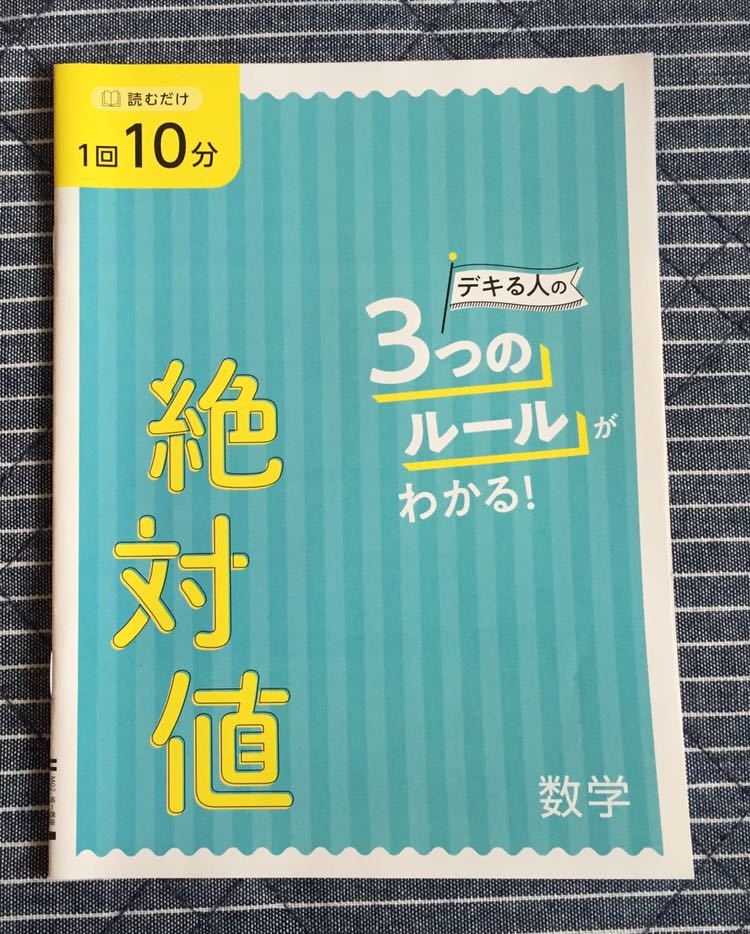 読むだけ
1回10分
デキる人の
3つの
ルールが
わかる!
絶対値
数学